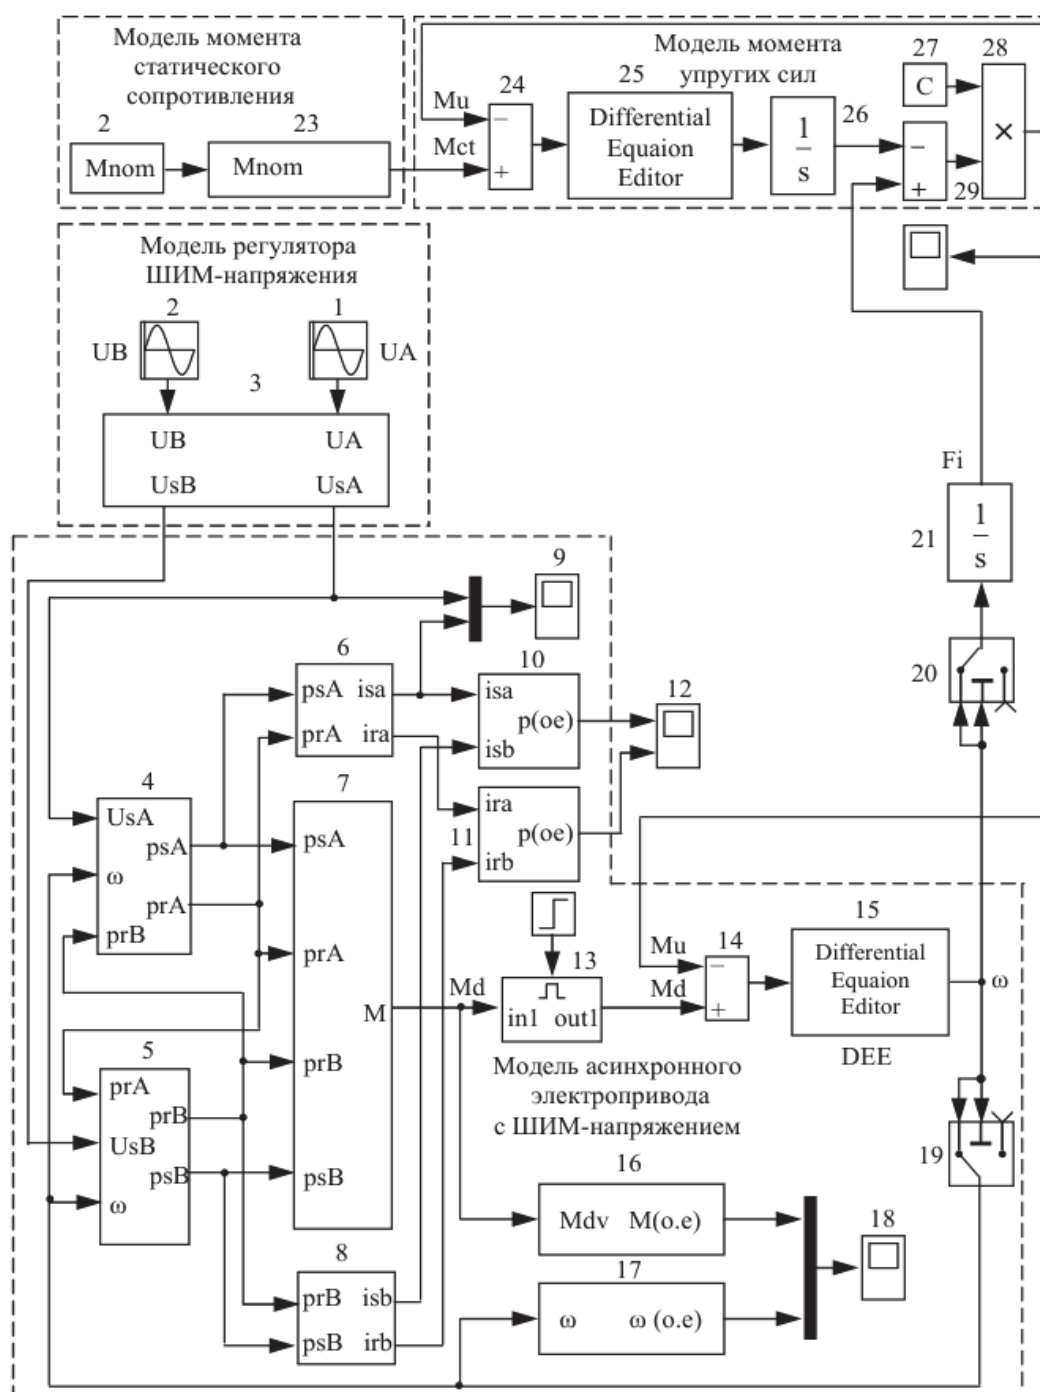 Модель момента
статического
сопротивления
2
23
Mnom
Mnom
Модель момента
упругих сил
24
25
26
27
28
29
Mu
Mct
−
+
Differential
Equaion
Editor
1
s
C
−
+
×
Модель регулятора
ШИМ-напряжения
2
1
UB
UA
3
UB
UA
UsB
UsA
Fi
21
1
s
20
9
6
psA isa
prA ira
10
isa
p(oe)
isb
12
4
UsA
psA
ω
prA
prB
7
psA
prA
M
prB
psB
11
ira
p(oe)
irb
13
Md
in1 out1
Mu
Md
14
−
+
15
Differential
Equaion
Editor
DEE
ω
5
prA
prB
UsB
psB
ω
Модель асинхронного
электропривода
с ШИМ-напряжением
19
16
Mdv M(o.e)
17
ω ω (o.e)
18
8
prB isb
psB irb